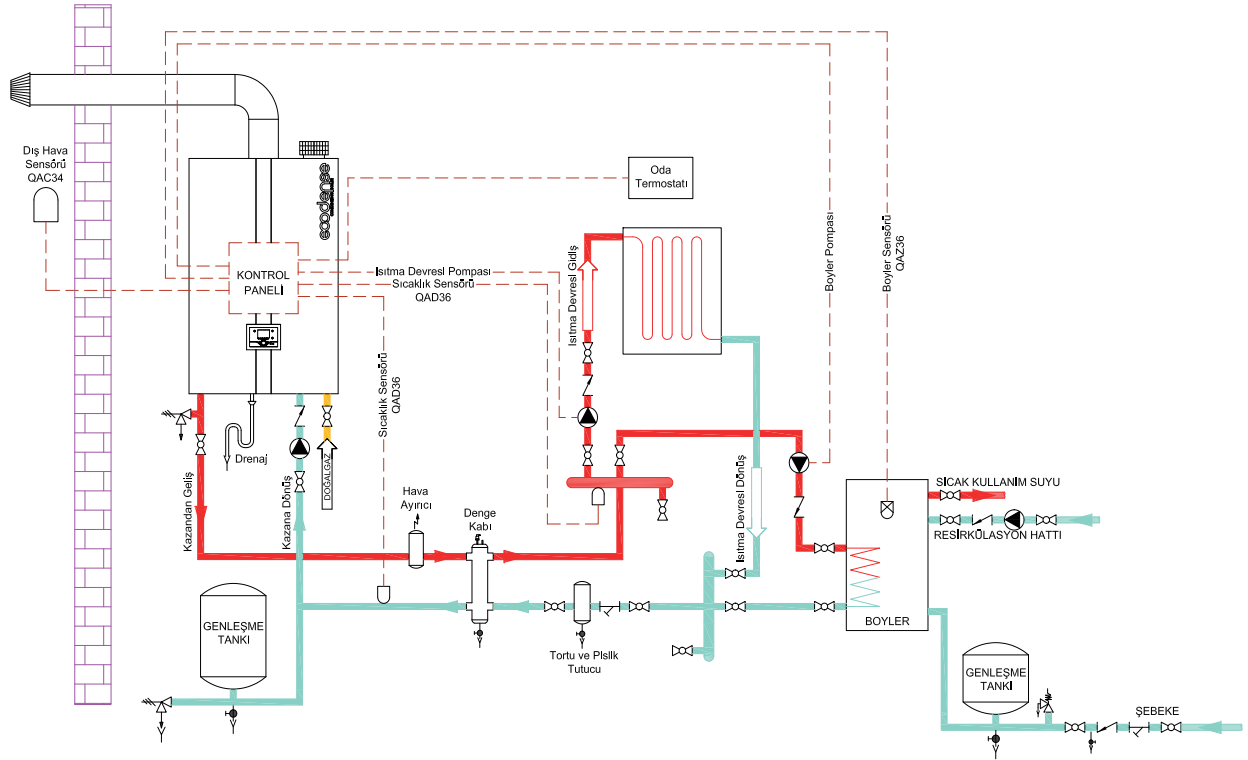 Dış Hava
Sensörü
QAC34
ecodense
KONTROL
PANELİ
Oda
Termostatı
Isıtma Devresi Pompası
Sıcaklık Sensörü
QAD36
Sıcaklık Sensörü
QAD36
Isıtma Devresi Gidiş
Boyler Pompası
Boyler Sensörü
QAZ36
Drenaj
DOĞALGAZ
Kazandan Geliş
Kazana Dönüş
Hava
Ayırıcı
Denge
Kabı
Isıtma Devresi Dönüş
SICAK KULLANIM SUYU
RESİRKÜLASYON HATTI
BOYLER
GENLEŞME
TANKI
Tortu ve Pislik
Tutucu
GENLEŞME
TANKI
ŞEBEKE